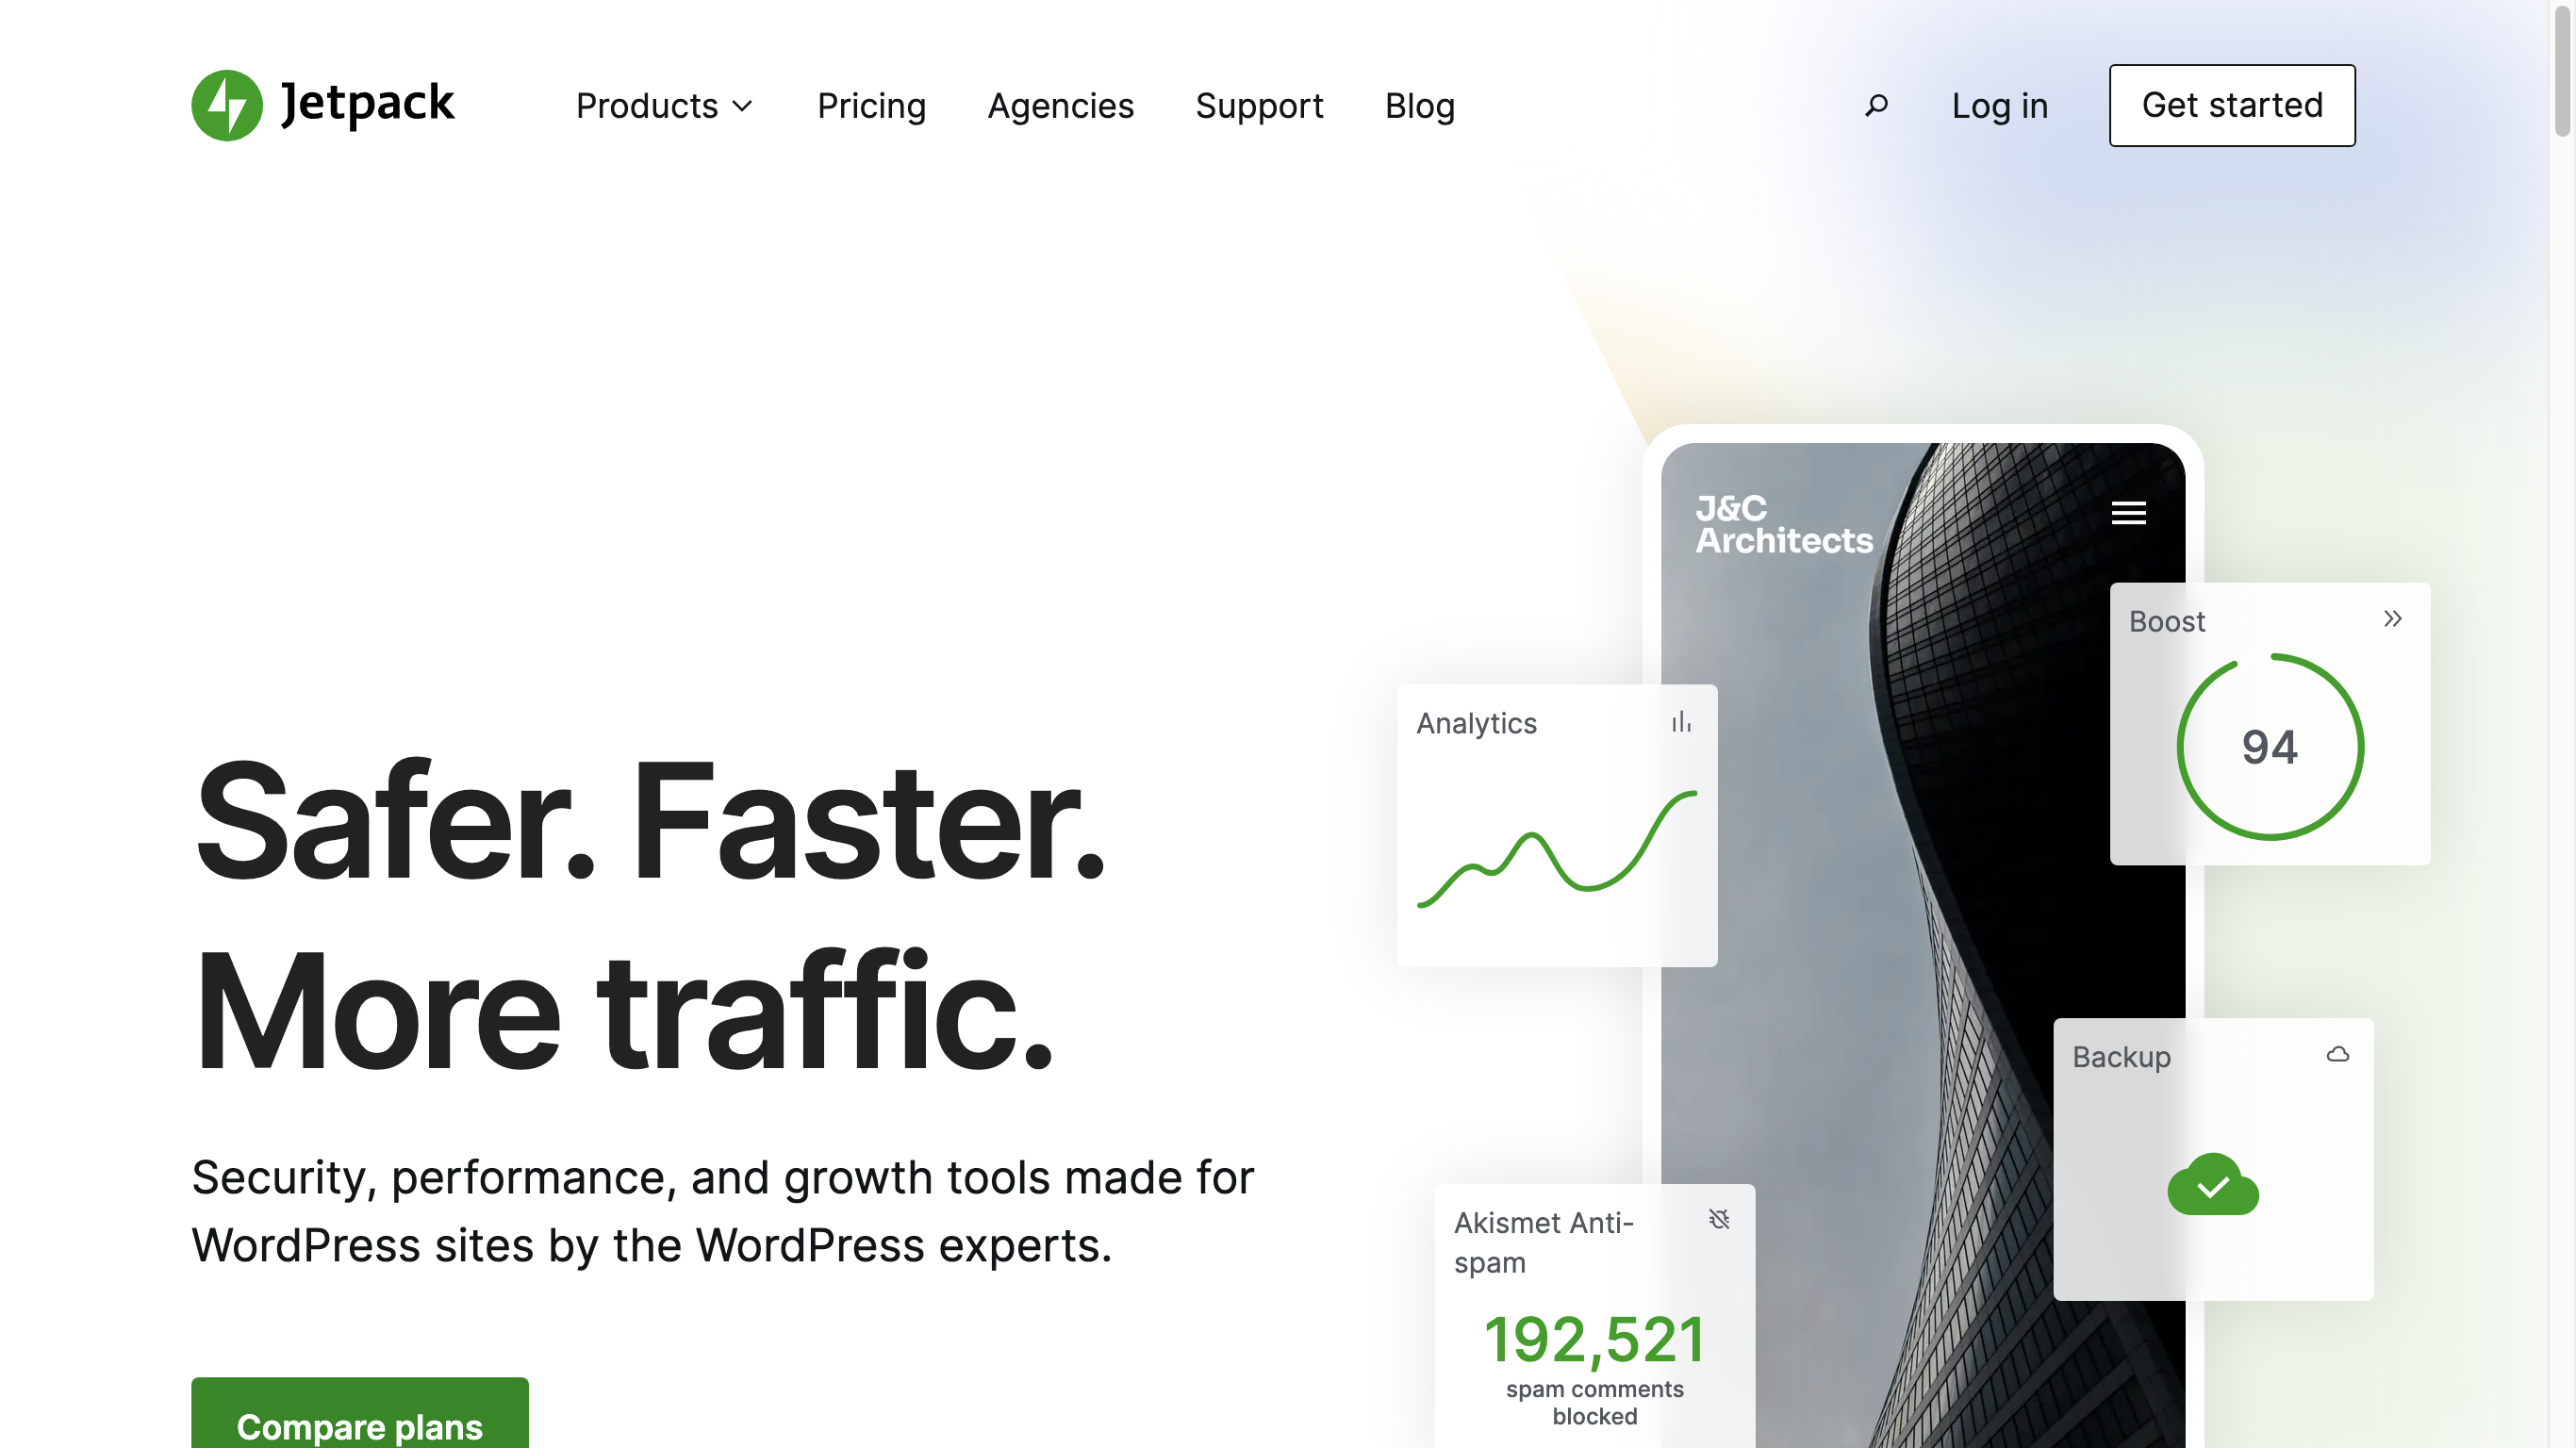 Jetpack
Products
Pricing
Agencies
Support
Blog
Log in
Get started
Safer. Faster.
More traffic.
Security, performance, and growth tools made for
WordPress sites by the WordPress experts.
Compare plans
J&C
Architects
Boost
94
Analytics
Backup
Akismet Anti-
spam
192,521
spam comments
blocked